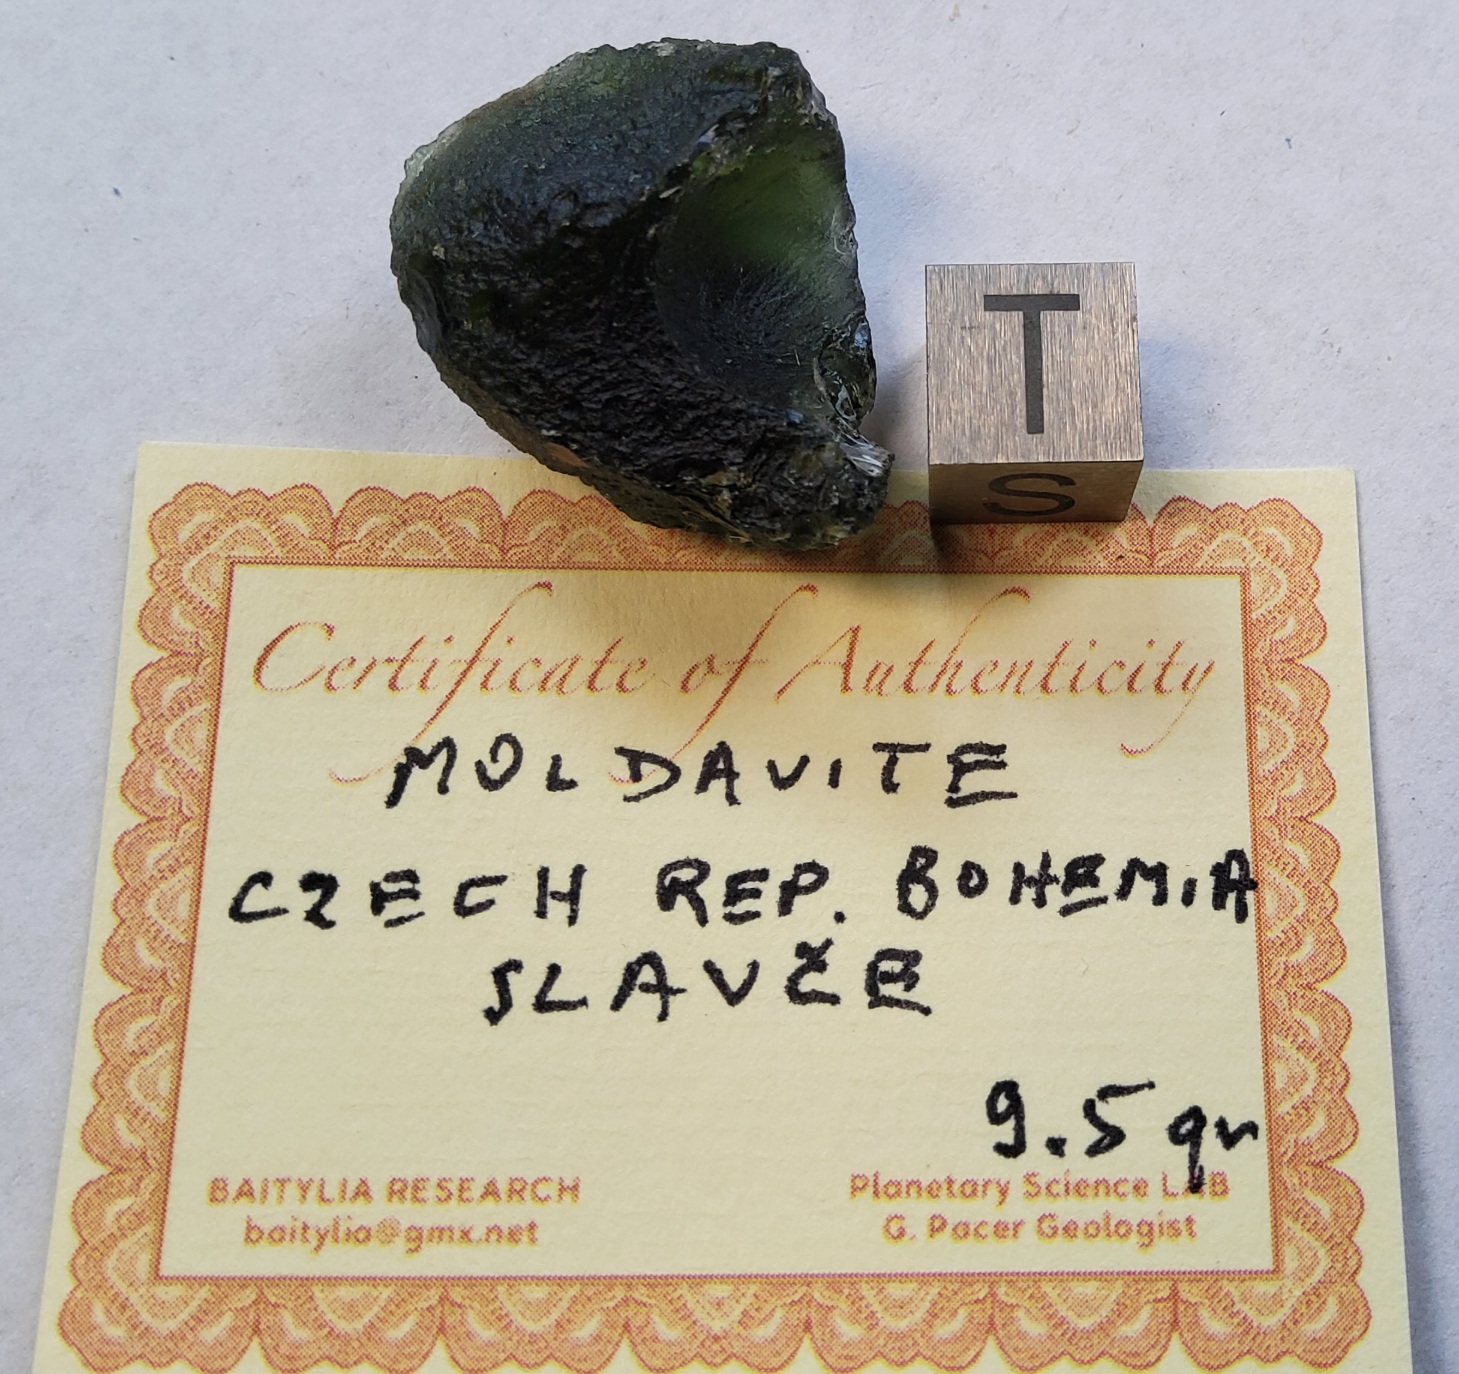 T
S
Certificate of Authenticity
MOLDAVITE
CZECH REP. BOHEMIA
SLAVČE
9.5 gr
BAITYLIA RESEARCH
baitylia@gmx.net
Planetary Science LAB
G. Pacer Geologist